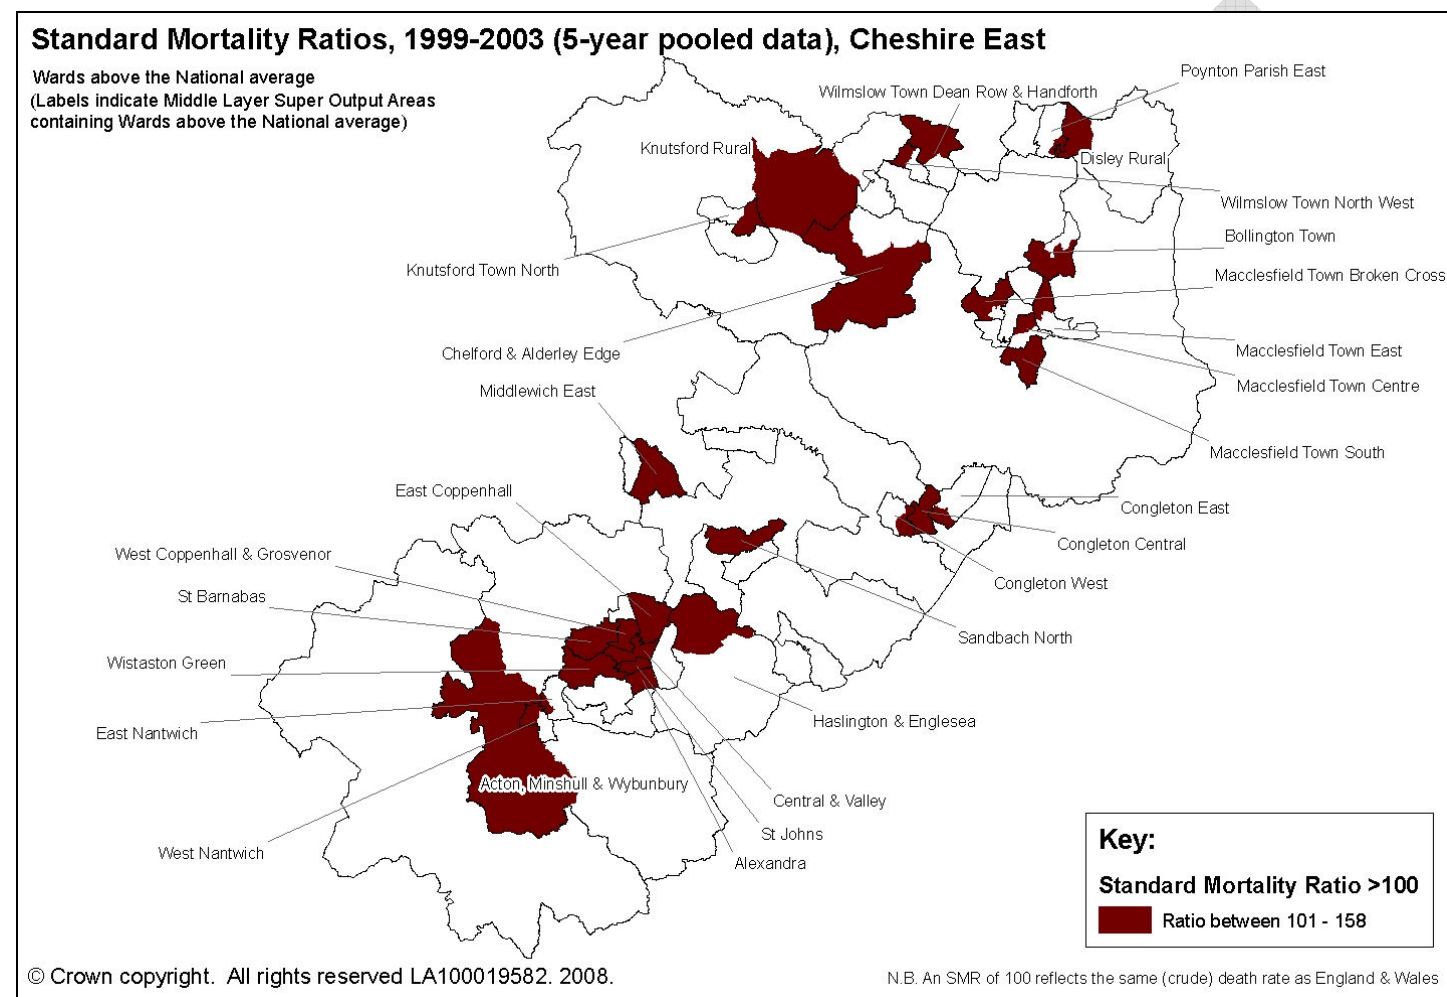 Standard Mortality Ratios, 1999-2003 (5-year pooled data), Cheshire East
Wards above the National average
(Labels indicate Middle Layer Super Output Areas
containing Wards above the National average)
Poynton Parish East
Wilmslow Town Dean Row & Handforth
Knutsford Rural
Disley Rural
Wilmslow Town North West
Bollington Town
Knutsford Town North
Macclesfield Town Broken Cross
Chelford & Alderley Edge
Macclesfield Town East
Macclesfield Town Centre
Middlewich East
Macclesfield Town South
East Coppenhall
Congleton East
Congleton Central
West Coppenhall & Grosvenor
Congleton West
St Barnabas
Sandbach North
Wistaston Green
Haslington & Englesea
East Nantwich
Acton, Minshull & Wybunbury
Central & Valley
St Johns
West Nantwich
Alexandra
Key:
Standard Mortality Ratio >100
Ratio between 101 - 158
© Crown copyright. All rights reserved LA100019582. 2008.
N.B. An SMR of 100 reflects the same (crude) death rate as England & Wales